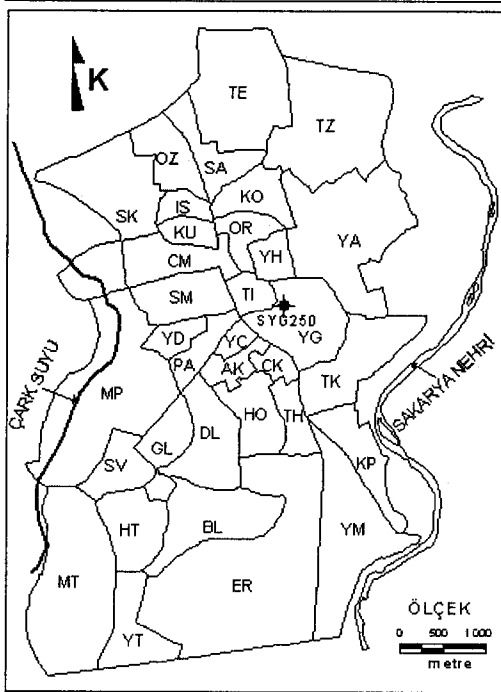 K
TE
TZ
OZ
SA
SK
IS
KO
KU
OR
YA
CM
YH
SM
TI
SYG250
YG
YD
YC
PA
AK
CK
TK
MP
ÇARK SUYU
SAKARYA NEHRİ
DL
HO
TH
GL
SV
KP
HT
BL
YM
MT
ER
YT
ÖLÇEK
0 500 1000
metre